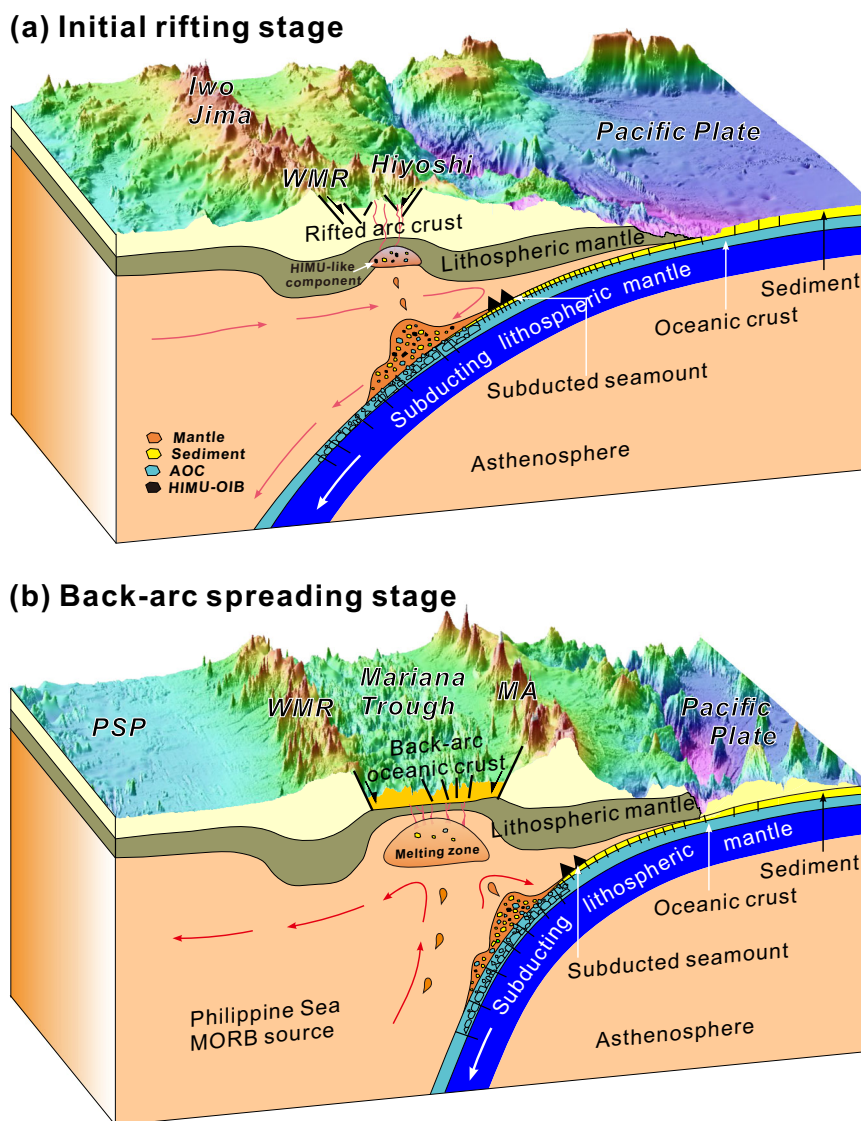 (a) Initial rifting stage
Iwo
Jima
Pacific Plate
WMR
Hiyoshi
Rifted arc crust
HIMU-like
component
Lithospheric mantle
Sediment
Oceanic crust
Subducted seamount
Subducting lithospheric mantle
Asthenosphere
Mantle
Sediment
AOC
HIMU-OIB
(b) Back-arc spreading stage
PSP
WMR
Mariana
Trough
MA
Pacific
Plate
Back-arc
oceanic crust
Lithospheric mantle
Melting zone
Sediment
Oceanic crust
Subducted seamount
Subducting lithospheric mantle
Philippine Sea
MORB source
Asthenosphere